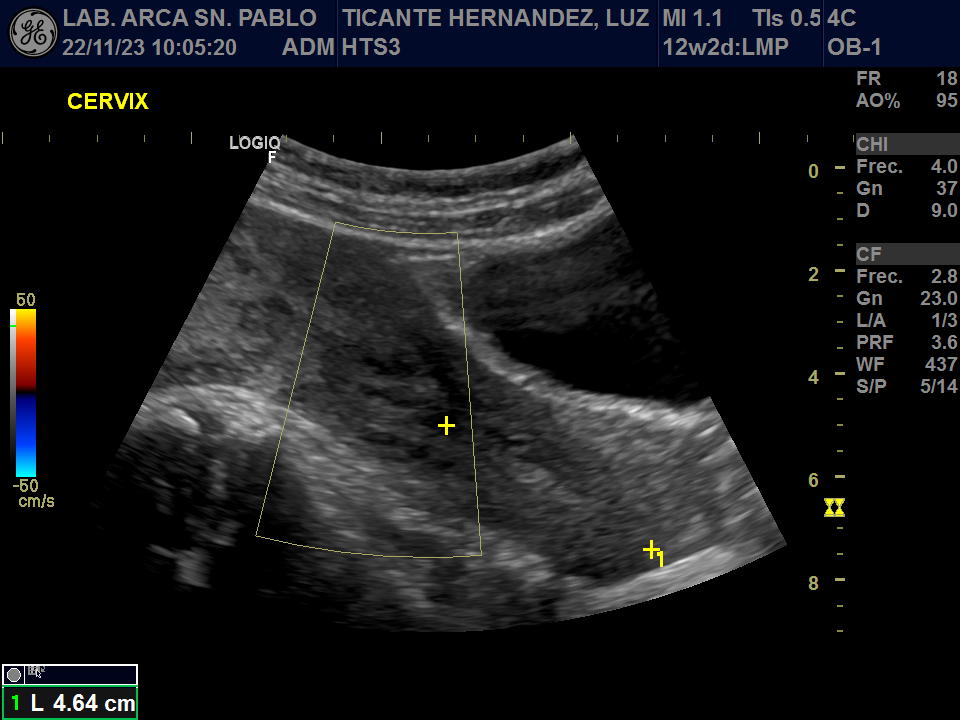 LAB. ARCA SN. PABLO
TICANTE HERNANDEZ, LUZ
MI 1.1 TIs 0.5
4C
22/11/23 10:05:20 ADM
HTS3
12w2d:LMP
OB-1
CERVIX
FR 18
AO% 95
LOGIQ
F
CHI
Frec. 4.0
Gn 37
D 9.0
CF
Frec. 2.8
Gn 23.0
L/A 1/3
PRF 3.6
WF 437
S/P 5/14
0
2
4
6
8
50
-50
cm/s
1
1 L 4.64 cm